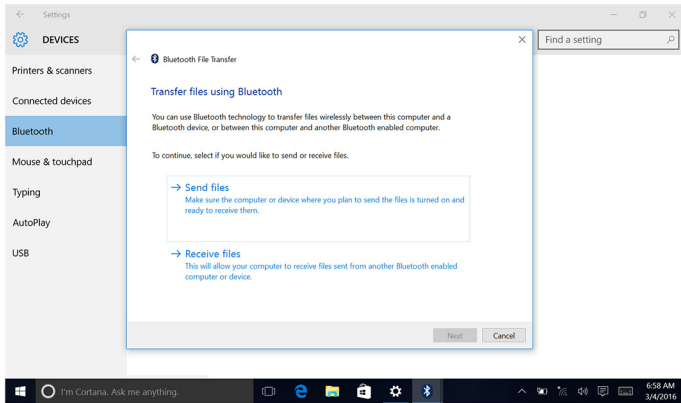 Settings
DEVICES
Find a setting
Printers & scanners
Connected devices
Bluetooth
Mouse & touchpad
Typing
AutoPlay
USB
Bluetooth File Transfer
Transfer files using Bluetooth
You can use Bluetooth technology to transfer files wirelessly between this computer and a
Bluetooth device, or between this computer and another Bluetooth enabled computer.
To continue, select if you would like to send or receive files.
Send files
Make sure the computer or device where you plan to send the files is turned on and
ready to receive them.
Receive files
This will allow your computer to receive files sent from another Bluetooth enabled
computer or device.
Next
Cancel
I'm Cortana. Ask me anything.
6:58 AM
3/4/2016